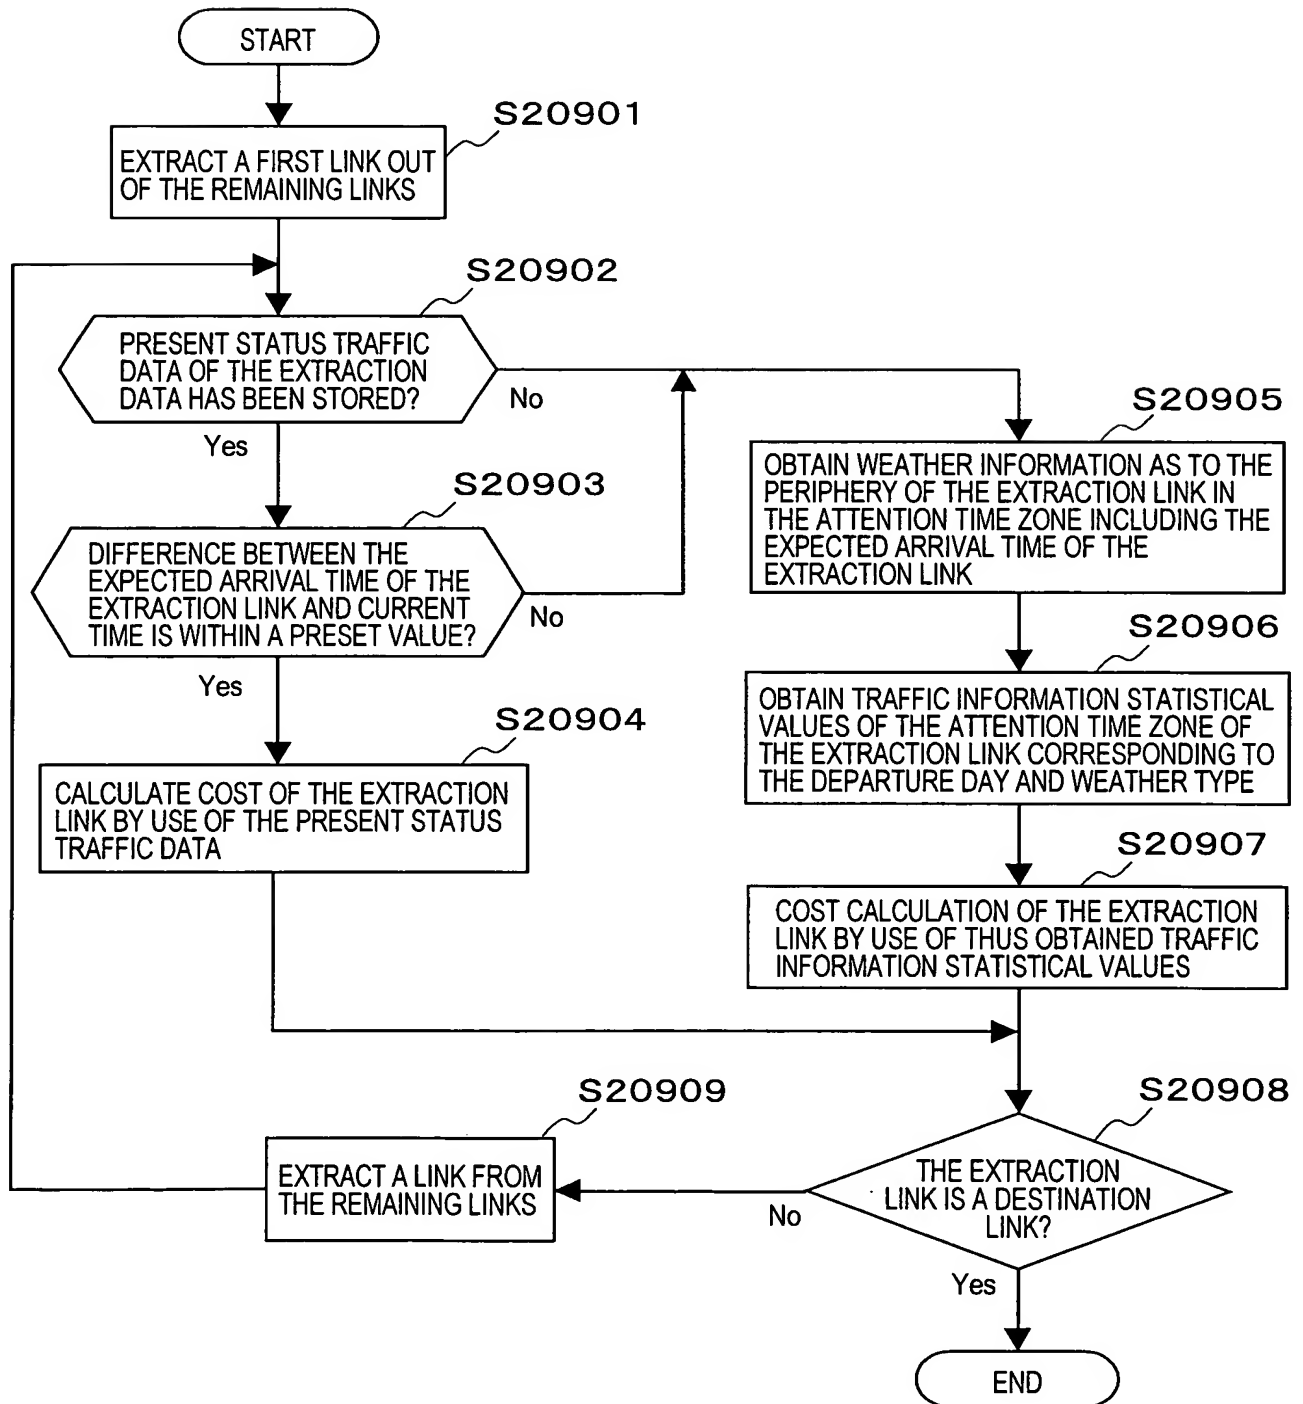 START
S20901
EXTRACT A FIRST LINK OUT
OF THE REMAINING LINKS
S20902
PRESENT STATUS TRAFFIC
DATA OF THE EXTRACTION
DATA HAS BEEN STORED?
No
Yes
S20903
DIFFERENCE BETWEEN THE
EXPECTED ARRIVAL TIME OF THE
EXTRACTION LINK AND CURRENT
TIME IS WITHIN A PRESET VALUE?
No
Yes
S20904
CALCULATE COST OF THE EXTRACTION
LINK BY USE OF THE PRESENT STATUS
TRAFFIC DATA
S20905
OBTAIN WEATHER INFORMATION AS TO THE
PERIPHERY OF THE EXTRACTION LINK IN
THE ATTENTION TIME ZONE INCLUDING THE
EXPECTED ARRIVAL TIME OF THE
EXTRACTION LINK
S20906
OBTAIN TRAFFIC INFORMATION STATISTICAL
VALUES OF THE ATTENTION TIME ZONE OF
THE EXTRACTION LINK CORRESPONDING TO
THE DEPARTURE DAY AND WEATHER TYPE
S20907
COST CALCULATION OF THE EXTRACTION
LINK BY USE OF THUS OBTAINED TRAFFIC
INFORMATION STATISTICAL VALUES
S20908
THE EXTRACTION
LINK IS A DESTINATION
LINK?
No
Yes
S20909
EXTRACT A LINK FROM
THE REMAINING LINKS
END